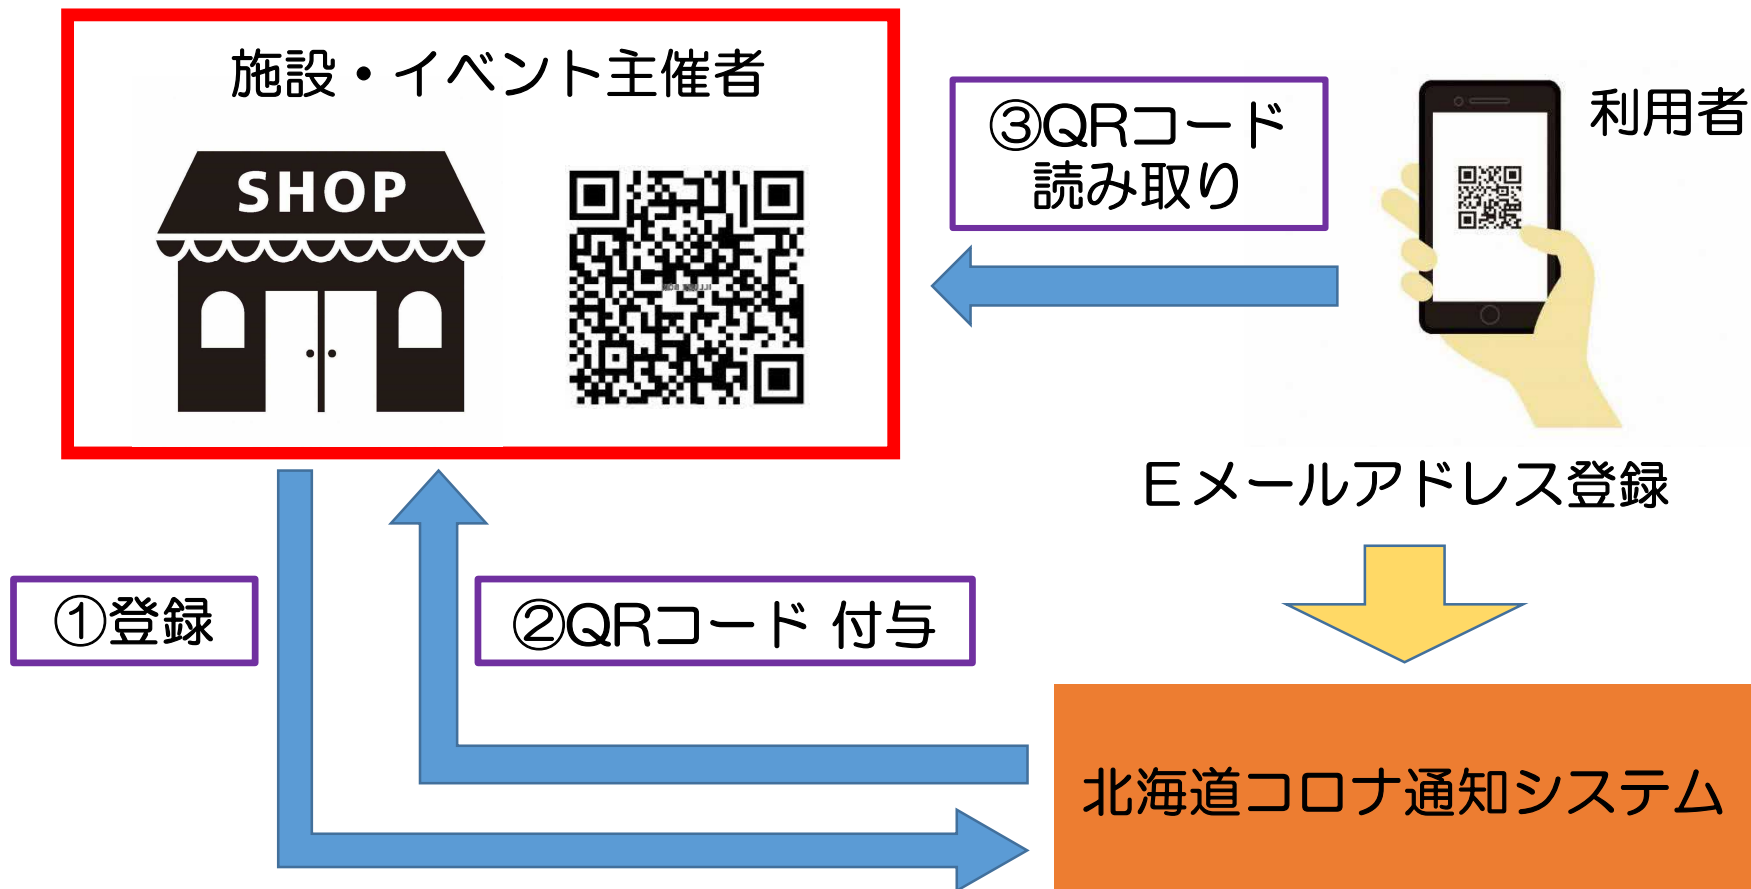 施設・イベント主催者
SHOP
③QRコード
読み取り
利用者
Eメールアドレス登録
①登録
②QRコード 付与
北海道コロナ通知システム